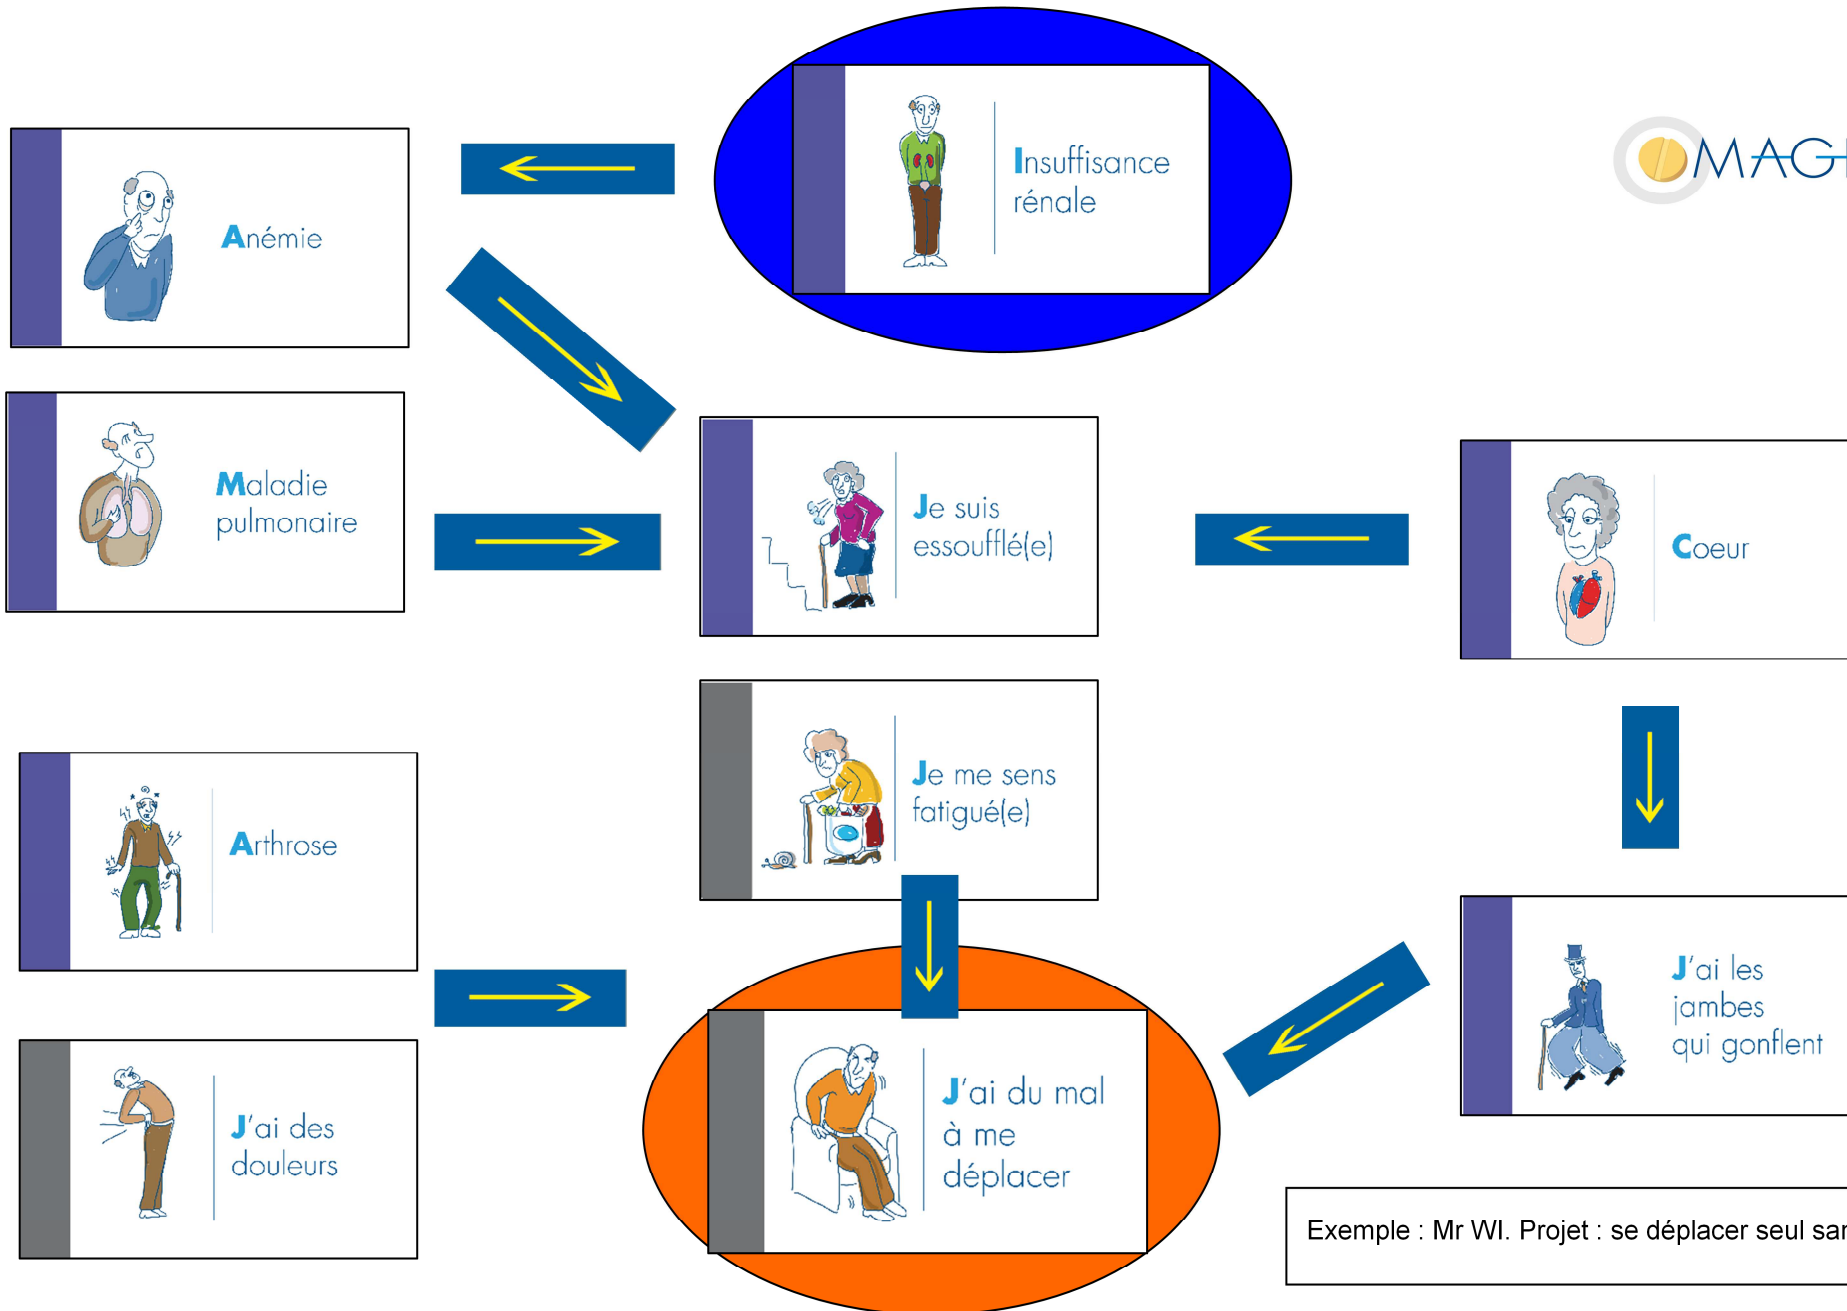 Insuffisance
rénale
MAG
Anémie
Maladie
pulmonaire
Je suis
essoufflé(e)
Coeur
Je me sens
fatigué(e)
Arthrose
J'ai les
jambes
qui gonflent
J'ai des
douleurs
J'ai du mal
à me
déplacer
Exemple : Mr WI. Projet : se déplacer seul